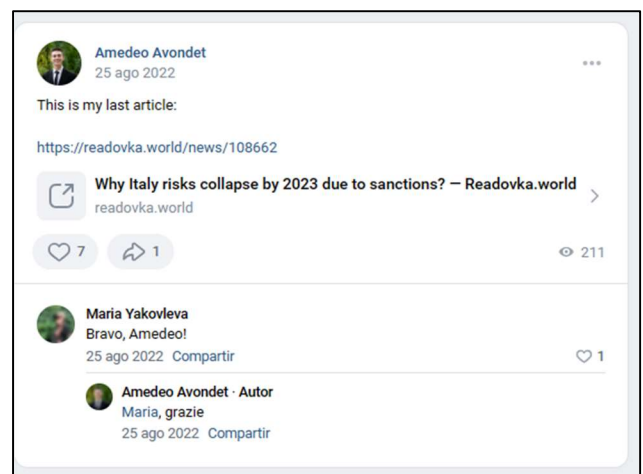 Amedeo Avondet
25 ago 2022
This is my last article:
https://readovka.world/news/108662
Why Italy risks collapse by 2023 due to sanctions? — Readovka.world
readovka.world
7 1 211
Maria Yakovleva
Bravo, Amedeo!
25 ago 2022 Compartir 1
Amedeo Avondet · Autor
Maria, grazie
25 ago 2022 Compartir